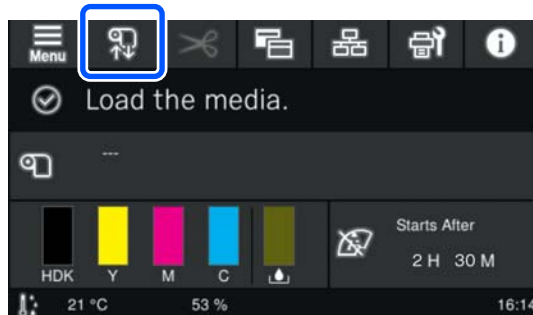 Menu
Load the media.
---
Starts After
2 H 30 M
HDK Y M C
21 °C 53 % 16:14